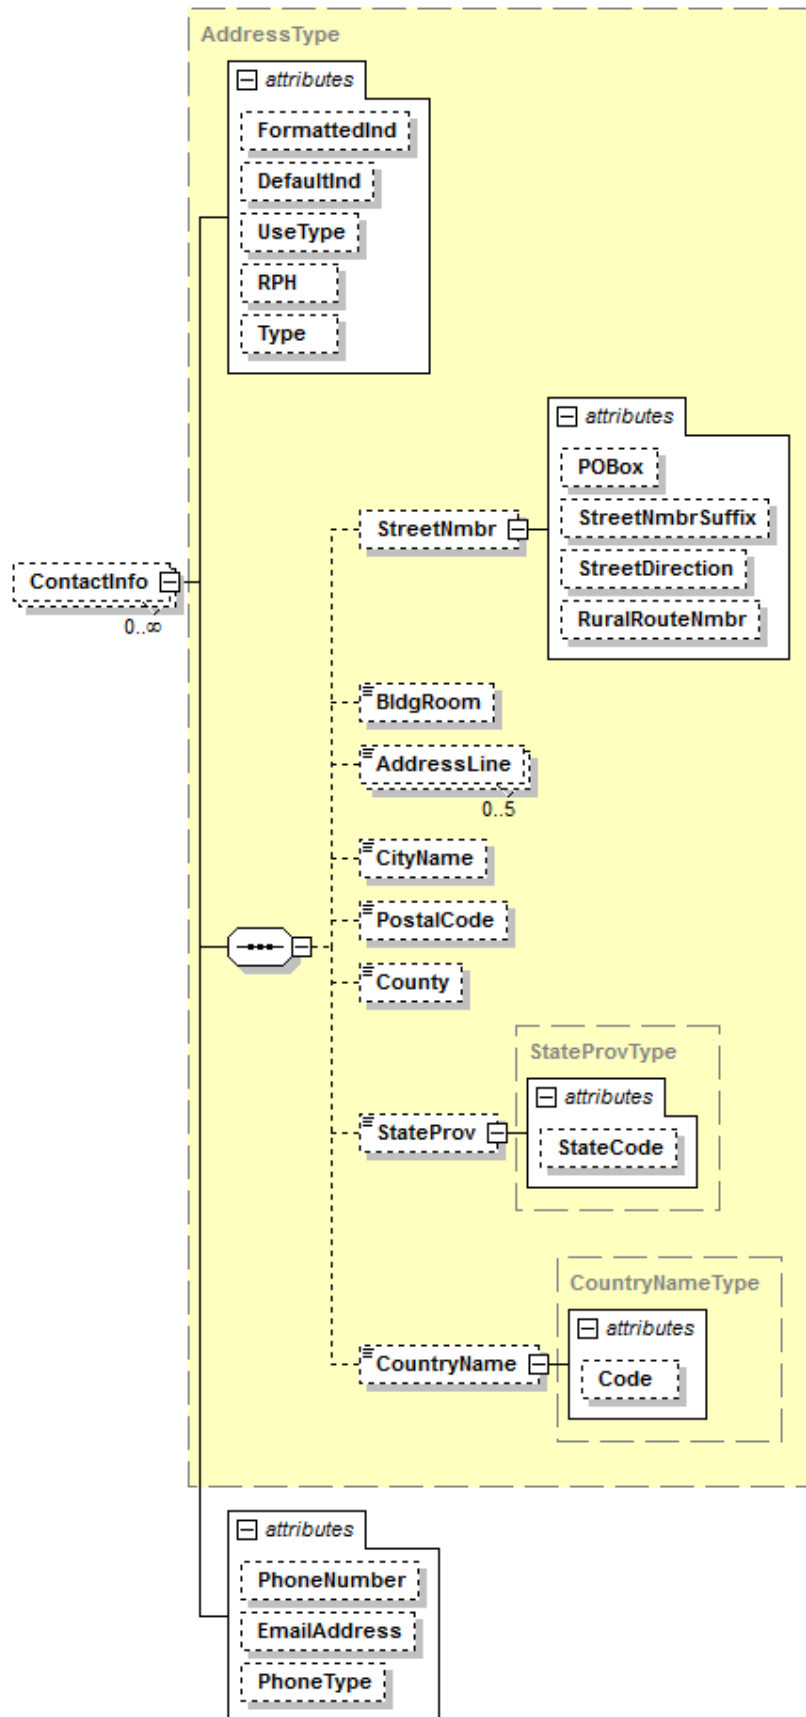 AddressType
attributes
FormattedInd
DefaultInd
UseType
RPH
Type
attributes
POBox
StreetNmbr
StreetNmbrSuffix
StreetDirection
RuralRouteNmbr
ContactInfo
0..∞
BldgRoom
AddressLine
0..5
CityName
PostalCode
County
StateProvType
attributes
StateProv
StateCode
CountryNameType
attributes
CountryName
Code
attributes
PhoneNumber
EmailAddress
PhoneType